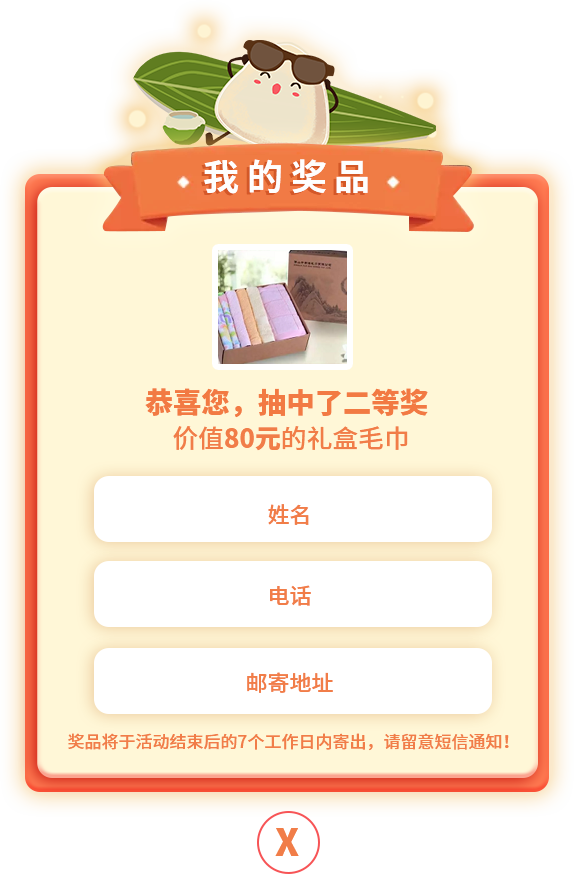 我的奖品
恭喜您，抽中了二等奖
价值80元的礼盒毛巾
姓名
电话
邮寄地址
奖品将于活动结束后的7个工作日内寄出，请留意短信通知！
X